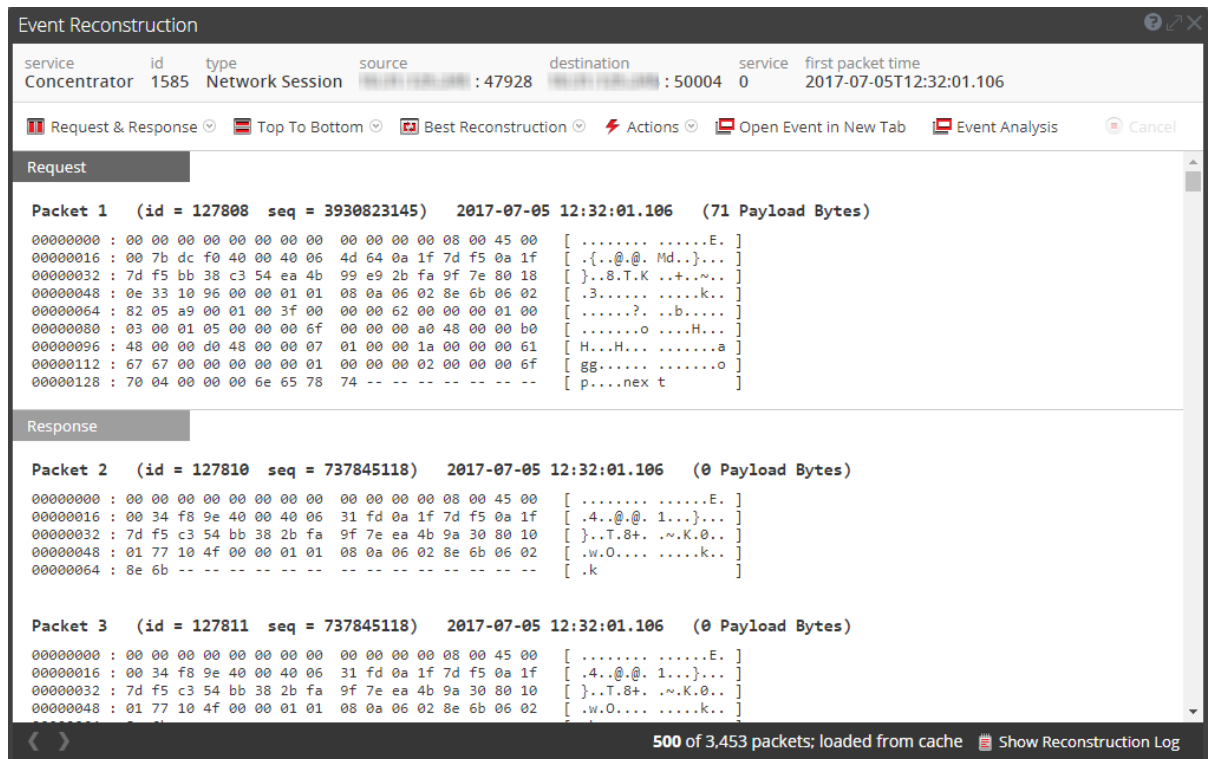 Event Reconstruction
service id type source destination service first packet time
Concentrator 1585 Network Session : 47928 : 50004 0 2017-07-05T12:32:01.106
Request & Response Top To Bottom Best Reconstruction Actions Open Event in New Tab Event Analysis Cancel
Request
Packet 1 (id = 127808 seq = 3930823145) 2017-07-05 12:32:01.106 (71 Payload Bytes)
00000000 : 00 00 00 00 00 00 00 00 00 00 00 00 08 00 45 00 [ ........ ......E. ]
00000016 : 00 7b dc f0 40 00 40 06 4d 64 0a 1f 7d f5 0a 1f [ .{..@.@. Md..}... ]
00000032 : 7d f5 bb 38 c3 54 ea 4b 99 e9 2b fa 9f 7e 80 18 [ }..8.T.K ..+..~.. ]
00000048 : 0e 33 10 96 00 00 01 01 08 0a 06 02 8e 6b 06 02 [ .3...... .....k.. ]
00000064 : 82 05 a9 00 01 00 3f 00 00 00 62 00 00 00 01 00 [ ......?. ..b..... ]
00000080 : 03 00 01 05 00 00 00 6f 00 00 00 a0 48 00 00 b0 [ .......o ....H... ]
00000096 : 48 00 00 d0 48 00 00 07 01 00 00 1a 00 00 00 61 [ H...H... .......a ]
00000112 : 67 67 00 00 00 00 00 01 00 00 00 02 00 00 00 6f [ gg...... .......o ]
00000128 : 70 04 00 00 00 6e 65 78 74 -- -- -- -- -- -- -- [ p....nex t ]
Response
Packet 2 (id = 127810 seq = 737845118) 2017-07-05 12:32:01.106 (0 Payload Bytes)
00000000 : 00 00 00 00 00 00 00 00 00 00 00 00 08 00 45 00 [ ........ ......E. ]
00000016 : 00 34 f8 9e 40 00 40 06 31 fd 0a 1f 7d f5 0a 1f [ .4..@.@. 1...}... ]
00000032 : 7d f5 c3 54 bb 38 2b fa 9f 7e ea 4b 9a 30 80 10 [ }..T.8+. .~.K.0.. ]
00000048 : 01 77 10 4f 00 00 01 01 08 0a 06 02 8e 6b 06 02 [ .w.O.... .....k.. ]
00000064 : 8e 6b -- -- -- -- -- -- -- -- -- -- -- -- -- -- [ .k ]
Packet 3 (id = 127811 seq = 737845118) 2017-07-05 12:32:01.106 (0 Payload Bytes)
00000000 : 00 00 00 00 00 00 00 00 00 00 00 00 08 00 45 00 [ ........ ......E. ]
00000016 : 00 34 f8 9e 40 00 40 06 31 fd 0a 1f 7d f5 0a 1f [ .4..@.@. 1...}... ]
00000032 : 7d f5 c3 54 bb 38 2b fa 9f 7e ea 4b 9a 30 80 10 [ }..T.8+. .~.K.0.. ]
00000048 : 01 77 10 4f 00 00 01 01 08 0a 06 02 8e 6b 06 02 [ .w.O.... .....k.. ]
500 of 3,453 packets; loaded from cache Show Reconstruction Log